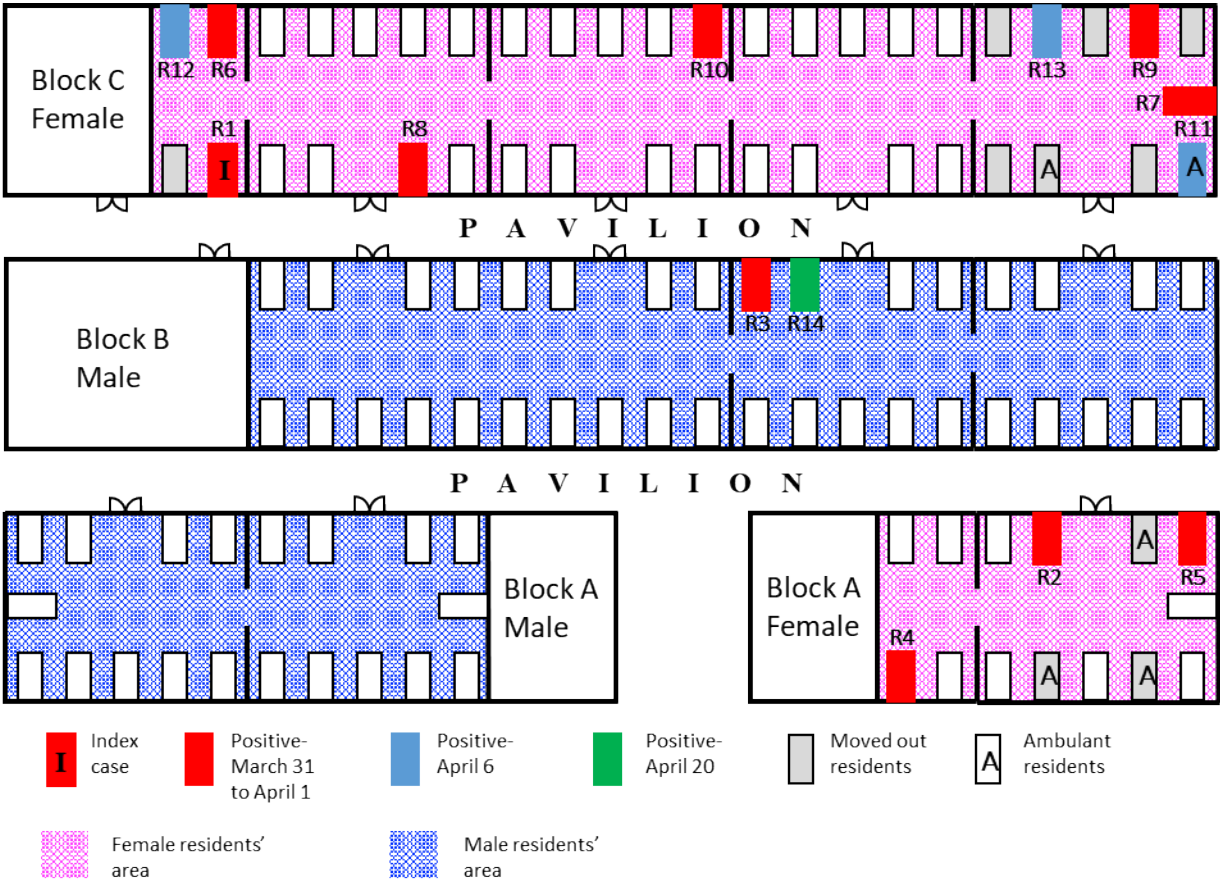 R12 R6 R10 R13 R9
Block C
Female
R7
R1 R8 R11
I A A
P A V I L I O N
Block B
Male
R3 R14
P A V I L I O N
Block A
Male
Block A
Female
A
R2 R5
R4
A A
I Index
case
Positive-
March 31
to April 1
Positive-
April 6
Positive-
April 20
Moved out
residents
A Ambulant
residents
Female residents’
area
Male residents’
area